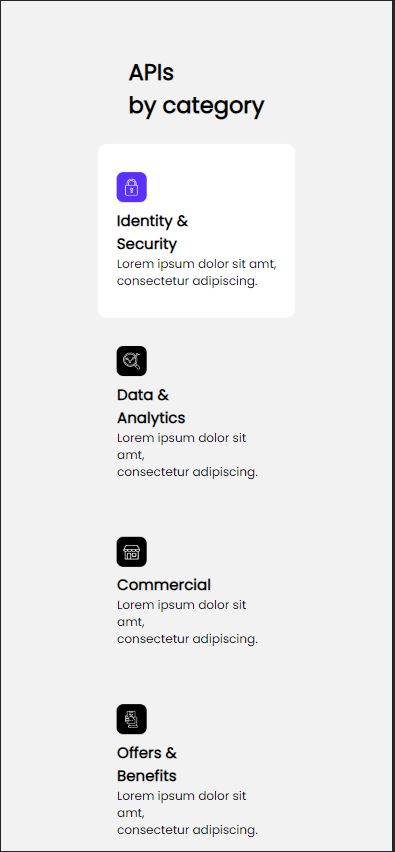 APIs
by category
Identity &
Security
Lorem ipsum dolor sit amt,
consectetur adipiscing.
Data &
Analytics
Lorem ipsum dolor sit
amt,
consectetur adipiscing.
Commercial
Lorem ipsum dolor sit
amt,
consectetur adipiscing.
Offers &
Benefits
Lorem ipsum dolor sit
amt,
consectetur adipiscing.